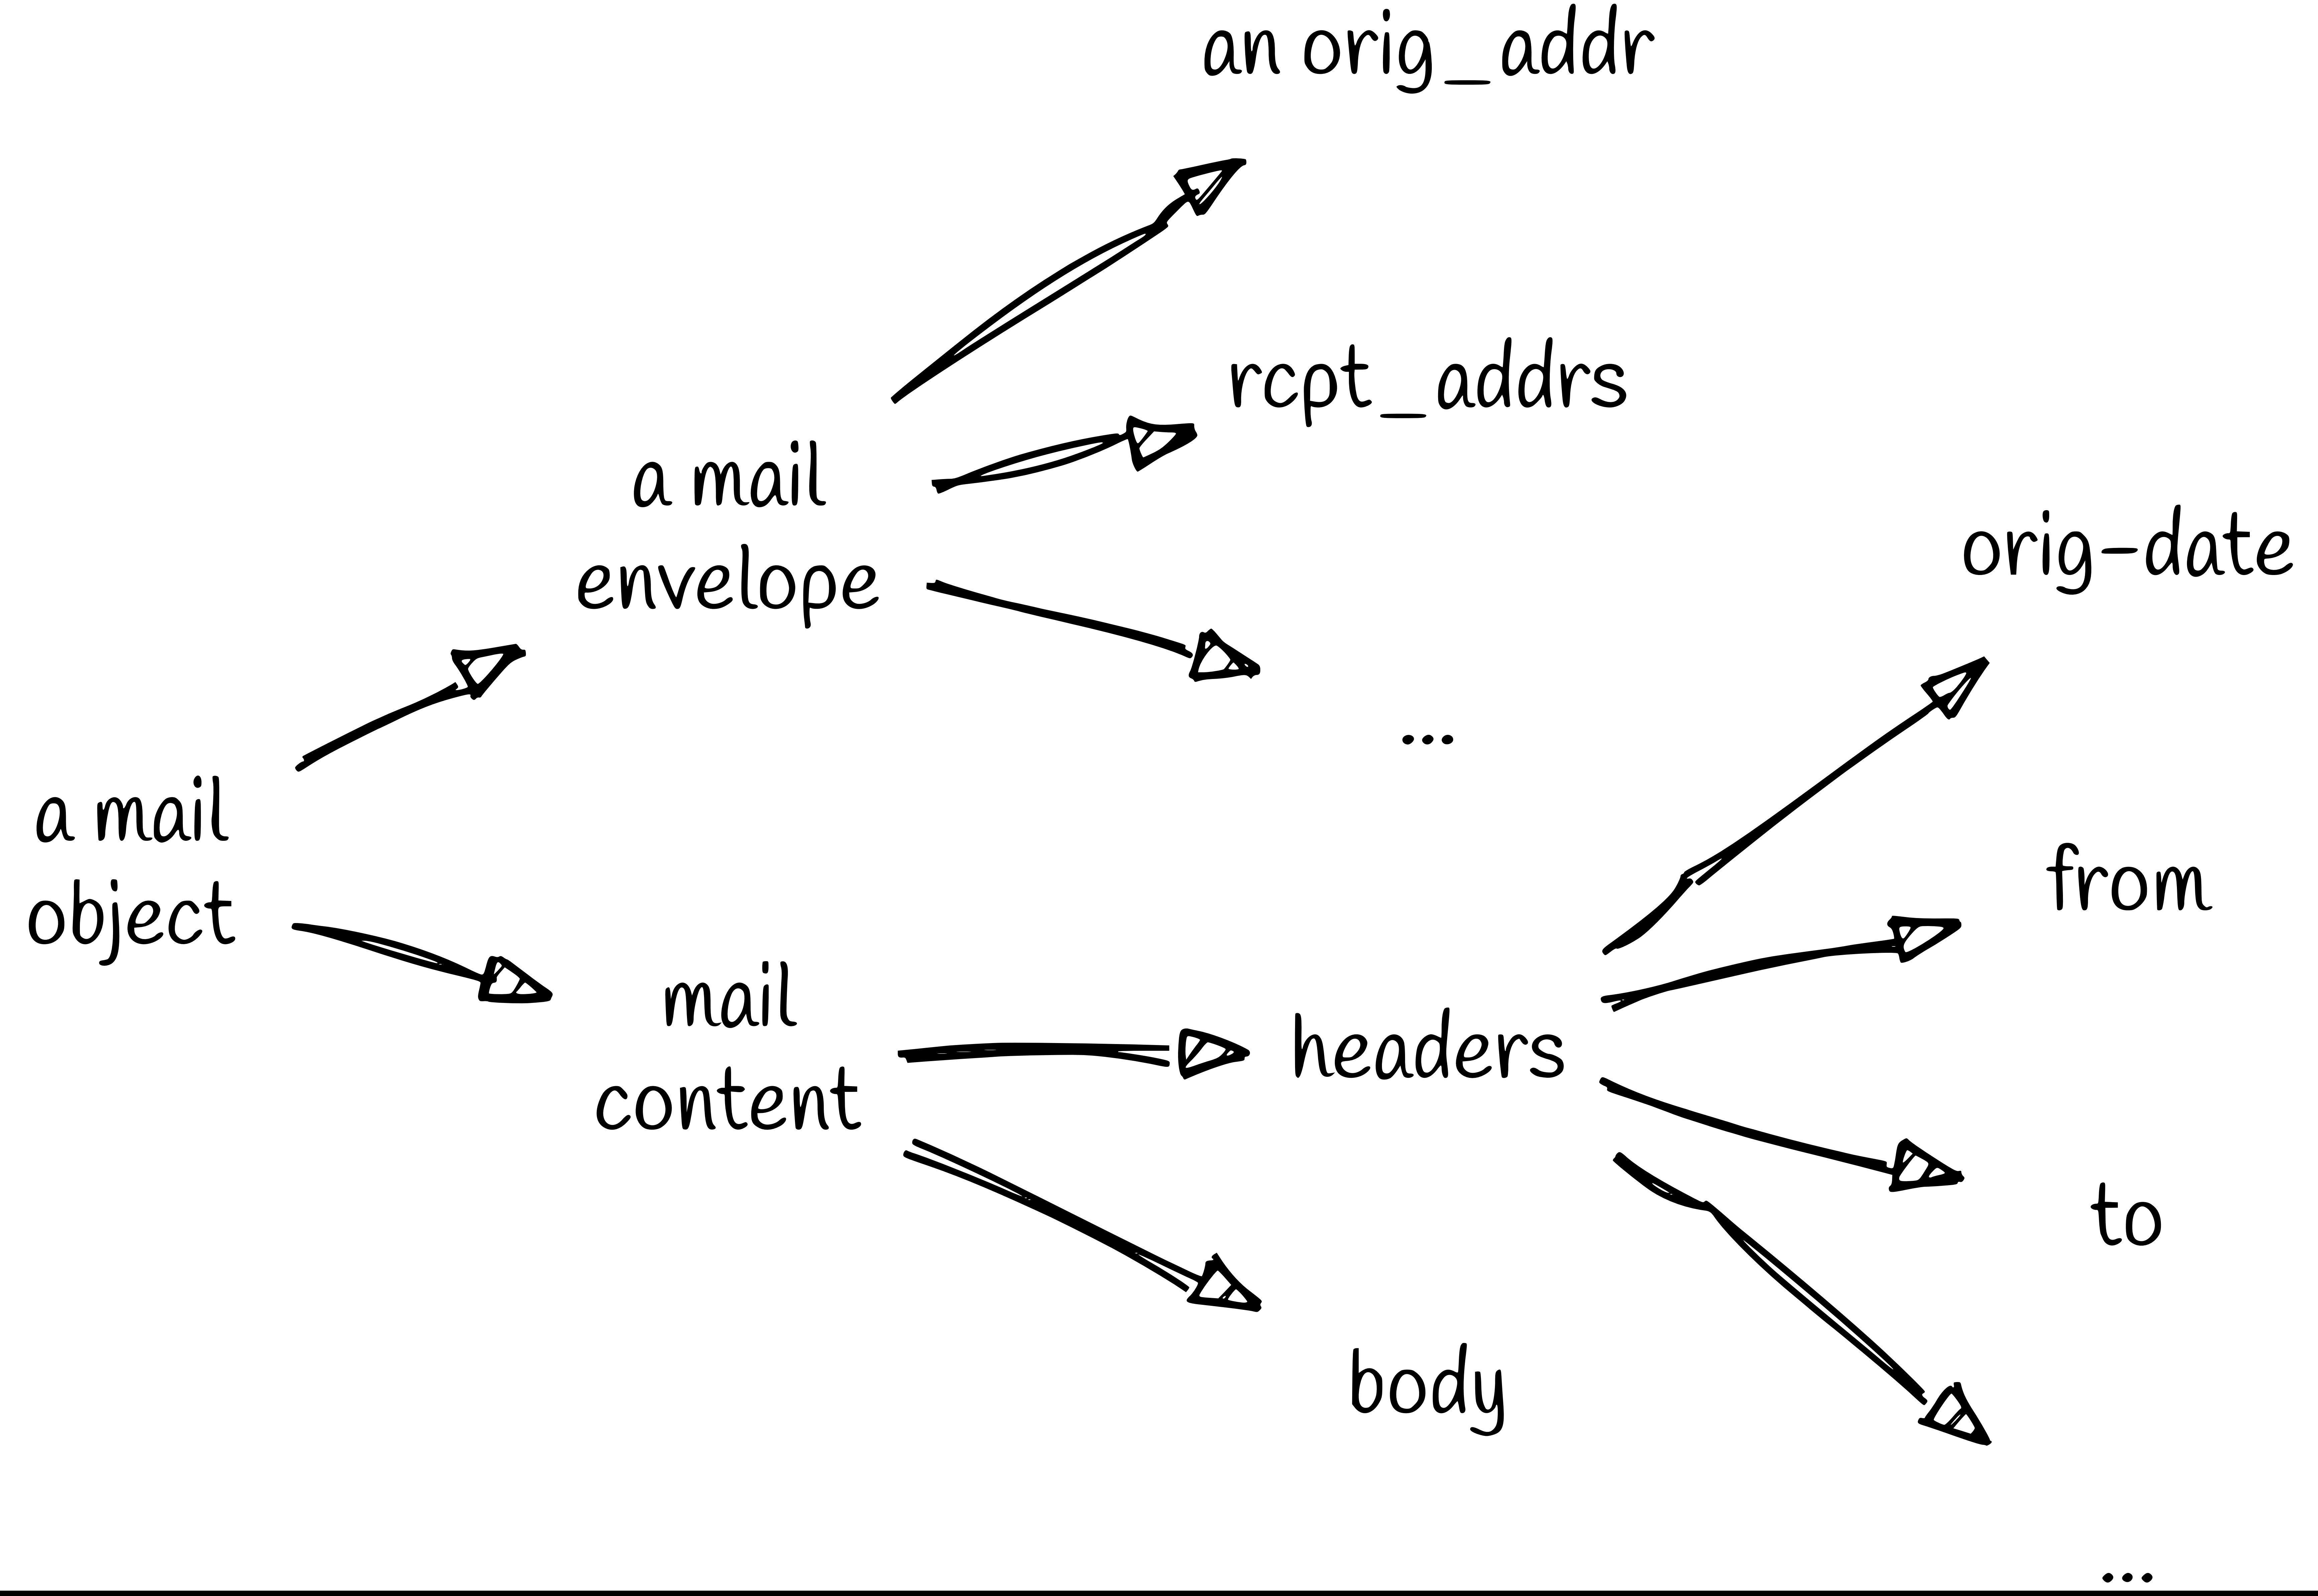 an orig_addr
rcpt_addrs
a mail
envelope
orig-date
...
a mail
object
from
mail
content
headers
to
body
...